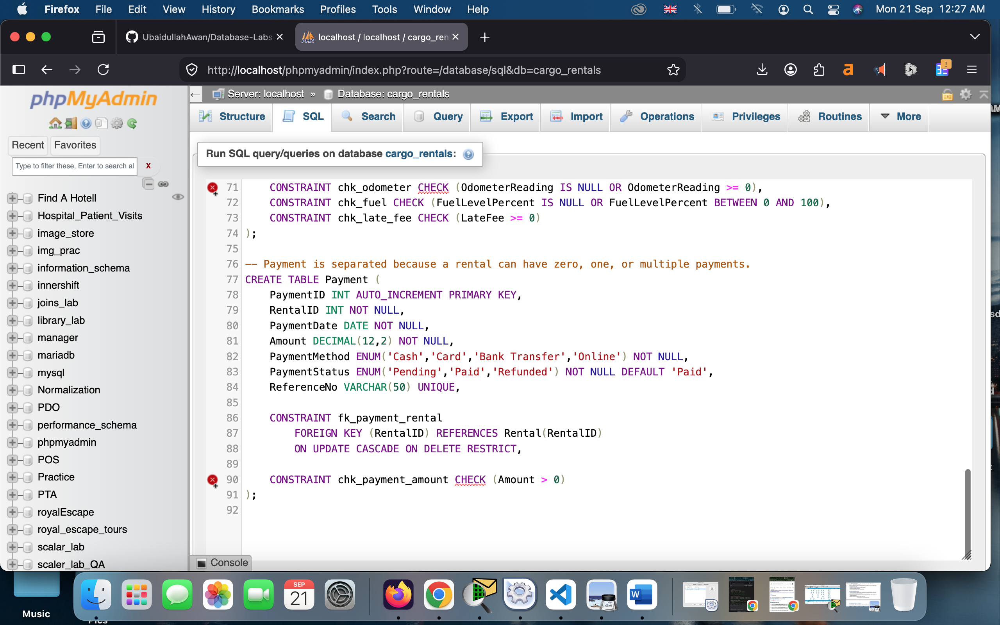 Firefox File Edit View History Bookmarks Profiles Tools Window Help Mon 21 Sep 12:27 AM
UbaidullahAwan/Database-Labs
PMA localhost / localhost / cargo_ren
http://localhost/phpmyadmin/index.php?route=/database/sql&db=cargo_rentals
phpMyAdmin
Recent Favorites
Type to filter these, Enter to search al X
Find A Hotell
Hospital_Patient_Visits
image_store
img_prac
information_schema
innershift
joins_lab
library_lab
manager
mariadb
mysql
Normalization
PDO
performance_schema
phpmyadmin
POS
Practice
PTA
royalEscape
royal_escape_tours
scalar_lab
scaler_lab_QA
Server: localhost » Database: cargo_rentals
Structure SQL Search Query Export Import Operations Privileges Routines More
Run SQL query/queries on database cargo_rentals:
71 CONSTRAINT chk_odometer CHECK (OdometerReading IS NULL OR OdometerReading >= 0),
72 CONSTRAINT chk_fuel CHECK (FuelLevelPercent IS NULL OR FuelLevelPercent BETWEEN 0 AND 100),
73 CONSTRAINT chk_late_fee CHECK (LateFee >= 0)
74 );
75
76 -- Payment is separated because a rental can have zero, one, or multiple payments.
77 CREATE TABLE Payment (
78 PaymentID INT AUTO_INCREMENT PRIMARY KEY,
79 RentalID INT NOT NULL,
80 PaymentDate DATE NOT NULL,
81 Amount DECIMAL(12,2) NOT NULL,
82 PaymentMethod ENUM('Cash','Card','Bank Transfer','Online') NOT NULL,
83 PaymentStatus ENUM('Pending','Paid','Refunded') NOT NULL DEFAULT 'Paid',
84 ReferenceNo VARCHAR(50) UNIQUE,
85
86 CONSTRAINT fk_payment_rental
87 FOREIGN KEY (RentalID) REFERENCES Rental(RentalID)
88 ON UPDATE CASCADE ON DELETE RESTRICT,
89
90 CONSTRAINT chk_payment_amount CHECK (Amount > 0)
91 );
92
Console
SEP
21
W
Music